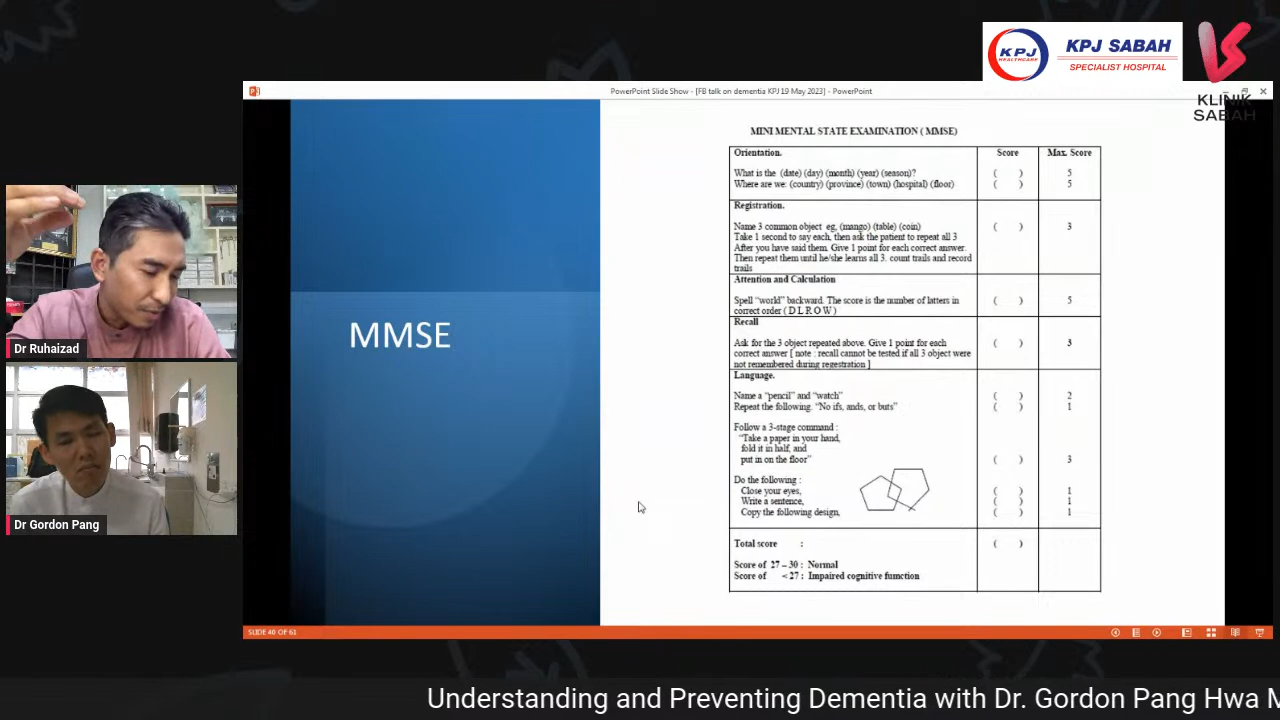 KPJ
HEALTHCARE
KPJ SABAH
SPECIALIST HOSPITAL
KLINIK
SABAH
PowerPoint Slide Show - [FB talk on dementia KPJ 19 May 2023] - PowerPoint
Dr Ruhaizad
Dr Gordon Pang
MMSE
MINI MENTAL STATE EXAMINATION ( MMSE)
Orientation. Score Max. Score
What is the (date) (day) (month) (year) (season)? ( ) 5
Where are we: (country) (province) (town) (hospital) (floor) ( ) 5
Registration.
Name 3 common object eg, (mango) (table) (coin) ( ) 3
Take 1 second to say each, then ask the patient to repeat all 3
After you have said them. Give 1 point for each correct answer.
Then repeat them until he/she learns all 3. count trails and record
trails
Attention and Calculation
Spell "world" backward. The score is the number of latters in ( ) 5
correct order ( D L R O W )
Recall
Ask for the 3 object repeated above. Give 1 point for each ( ) 3
correct answer [ note : recall cannot be tested if all 3 object were
not remembered during regestration ]
Language.
Name a "pencil" and "watch" ( ) 2
Repeat the following. "No ifs, ands, or buts" ( ) 1
Follow a 3-stage command :
"Take a paper in your hand,
fold it in half, and
put in on the floor" ( ) 3
Do the following :
Close your eyes, ( ) 1
Write a sentence, ( ) 1
Copy the following design, ( ) 1
Total score : ( )
Score of 27 – 30 : Normal
Score of < 27 : Impaired cognitive function
SLIDE 40 OF 61
Understanding and Preventing Dementia with Dr. Gordon Pang Hwa M